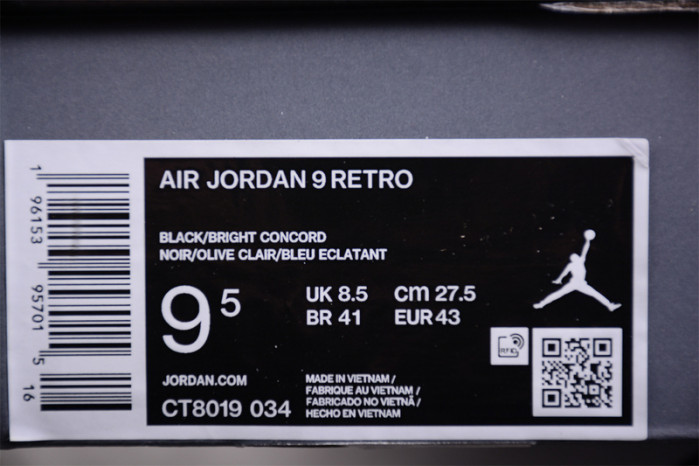 AIR JORDAN 9 RETRO
BLACK/BRIGHT CONCORD
NOIR/OLIVE CLAIR/BLEU ECLATANT
9 5
UK 8.5 cm 27.5
BR 41 EUR 43
JORDAN.COM
CT8019 034
MADE IN VIETNAM /
FABRIQUE AU VIETNAM /
FABRICADO NO VIETNÃ /
HECHO EN VIETNAM
RFID
1 96153 95701 5
16